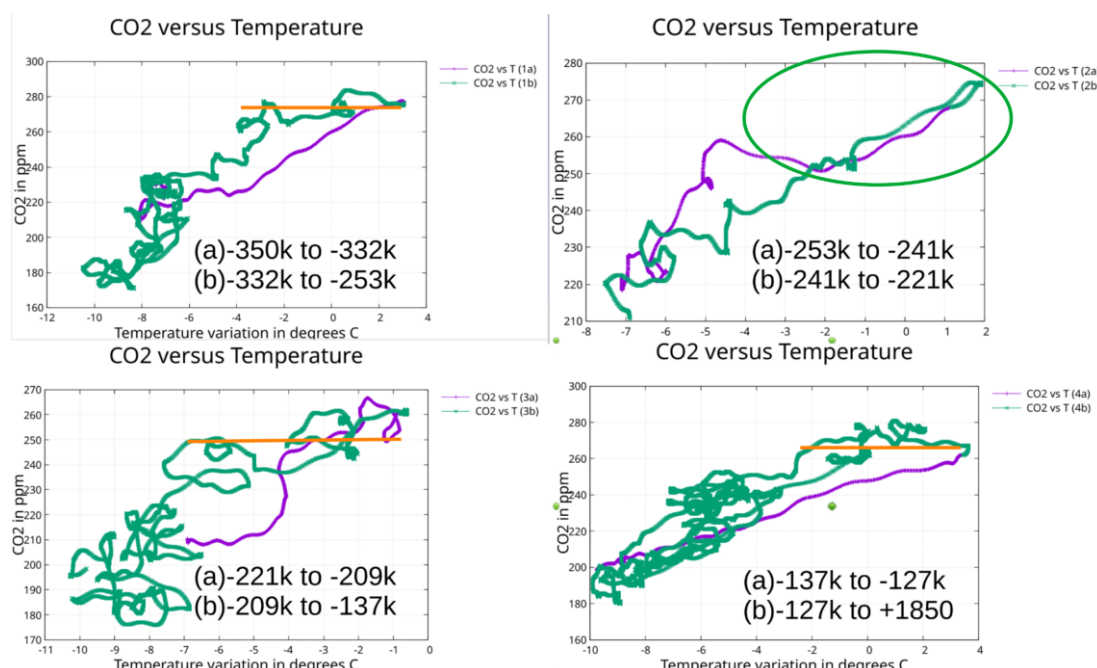 CO2 versus Temperature
CO2 in ppm
300
280
260
240
220
200
180
160
-12
-10
-8
-6
-4
-2
0
2
4
Temperature variation in degrees C
CO2 vs T (1a)
CO2 vs T (1b)
(a)-350k to -332k
(b)-332k to -253k
CO2 versus Temperature
CO2 in ppm
280
270
260
250
240
230
220
210
-8
-7
-6
-5
-4
-3
-2
-1
0
1
2
CO2 vs T (2a
CO2 vs T (2b
(a)-253k to -241k
(b)-241k to -221k
CO2 versus Temperature
CO2 in ppm
270
260
250
240
230
220
210
200
190
180
170
-11
-10
-9
-8
-7
-6
-5
-4
-3
-2
-1
0
Temperature variation in degrees C
CO2 vs T (3a)
CO2 vs T (3b)
(a)-221k to -209k
(b)-209k to -137k
CO2 versus Temperature
CO2 in ppm
300
280
260
240
220
200
180
160
-10
-8
-6
-4
-2
0
2
4
Temperature variation in degrees C
CO2 vs T (4a)
CO2 vs T (4b)
(a)-137k to -127k
(b)-127k to +1850